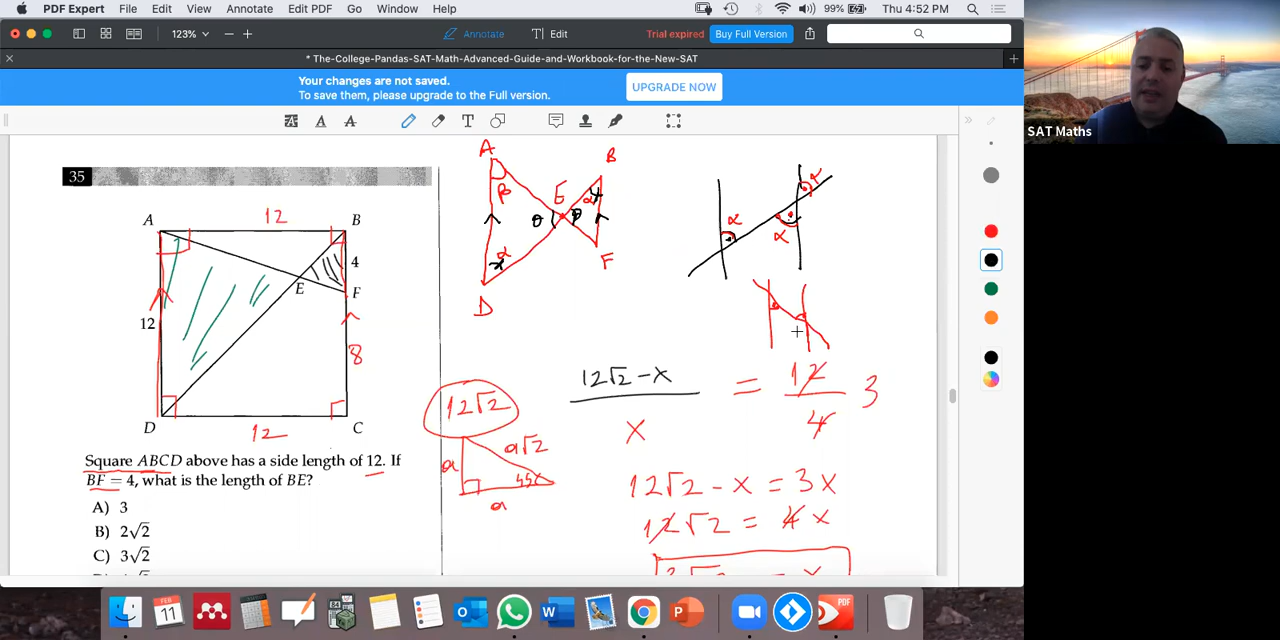 PDF Expert File Edit View Annotate Edit PDF Go Window Help 99% Thu 4:52 PM
123% Annotate Edit Trial expired Buy Full Version
* The-College-Pandas-SAT-Math-Advanced-Guide-and-Workbook-for-the-New-SAT
Your changes are not saved.
To save them, please upgrade to the Full version.
UPGRADE NOW
SAT Maths
35
A 12 B
4
E
F
12
8
D 12 C
Square ABCD above has a side length of 12. If
BF = 4, what is the length of BE?
A) 3
B) 2√2
C) 3√2
A B
β E α
θ θ
α F
D
α
α
α
12√2
a√2
a 45
a
12√2 - x = 12 3
x 4
12√2 - x = 3x
12√2 = 4x
FEB
11
PDF